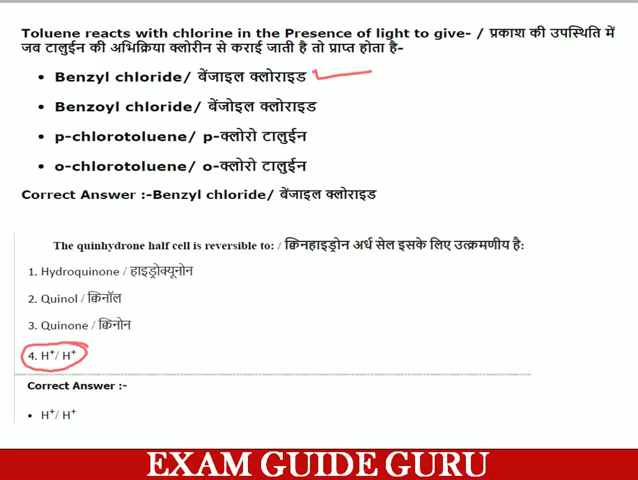 Toluene reacts with chlorine in the Presence of light to give- / प्रकाश की उपस्थिति में
जब टालुईन की अभिक्रिया क्लोरीन से कराई जाती है तो प्राप्त होता है-
• Benzyl chloride/ बेंजाइल क्लोराइड
• Benzoyl chloride/ बेंजोइल क्लोराइड
• p-chlorotoluene/ p-क्लोरो टालुईन
• o-chlorotoluene/ o-क्लोरो टालुईन
Correct Answer :-Benzyl chloride/ बेंजाइल क्लोराइड
The quinhydrone half cell is reversible to: / क्विनहाइड्रोन अर्ध सेल इसके लिए उत्क्रमणीय है:
1. Hydroquinone / हाइड्रोक्यूनोन
2. Quinol / क्विनॉल
3. Quinone / क्विनोन
4. H⁺/ H⁺
Correct Answer :-
• H⁺/ H⁺
EXAM GUIDE GURU